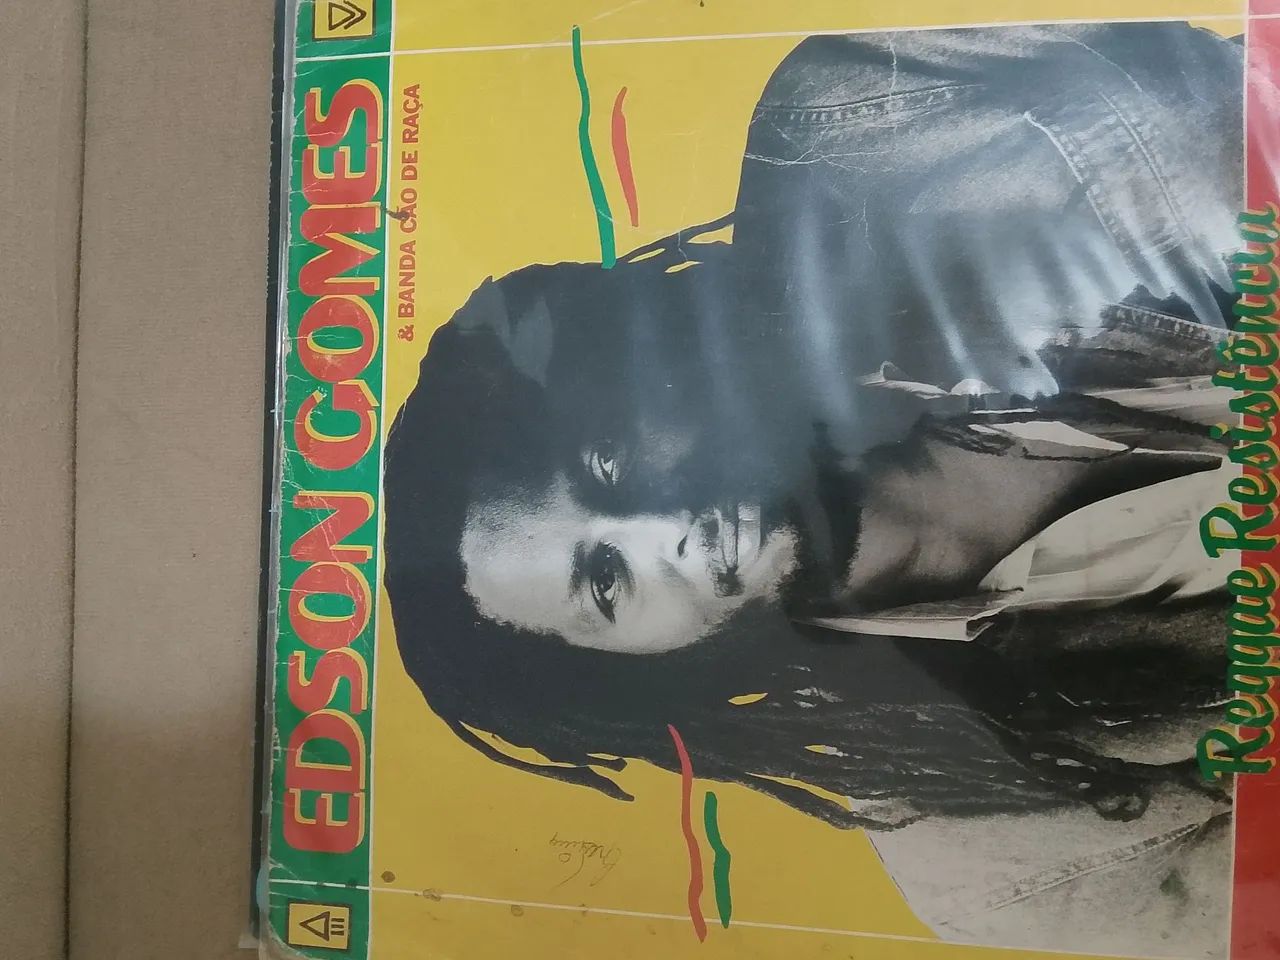 EDSON GOMES
& BANDA CÃO DE RAÇA
Reggae Resistência